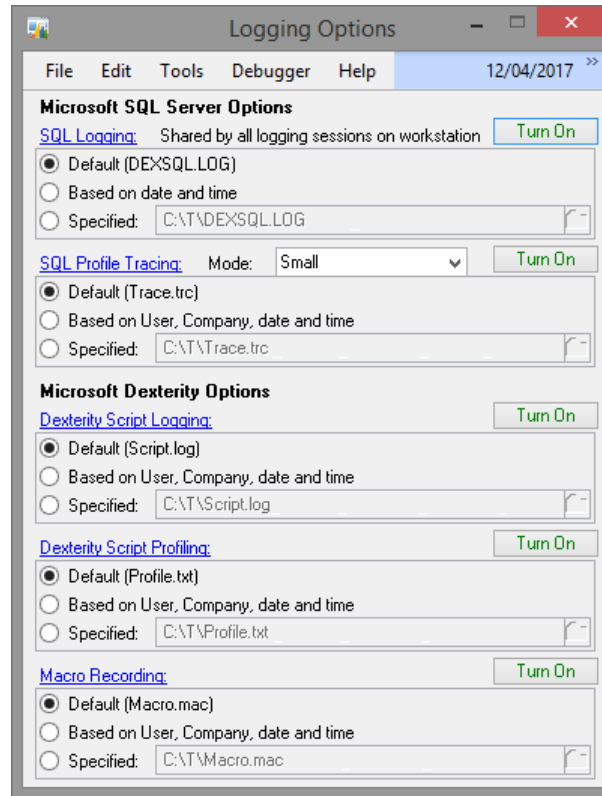 Logging Options
File Edit Tools Debugger Help 12/04/2017 »
Microsoft SQL Server Options
SQL Logging: Shared by all logging sessions on workstation Turn On
Default (DEXSQL.LOG)
Based on date and time
Specified: C:\T\DEXSQL.LOG
SQL Profile Tracing: Mode: Small Turn On
Default (Trace.trc)
Based on User, Company, date and time
Specified: C:\T\Trace.trc
Microsoft Dexterity Options
Dexterity Script Logging: Turn On
Default (Script.log)
Based on User, Company, date and time
Specified: C:\T\Script.log
Dexterity Script Profiling: Turn On
Default (Profile.txt)
Based on User, Company, date and time
Specified: C:\T\Profile.txt
Macro Recording: Turn On
Default (Macro.mac)
Based on User, Company, date and time
Specified: C:\T\Macro.mac